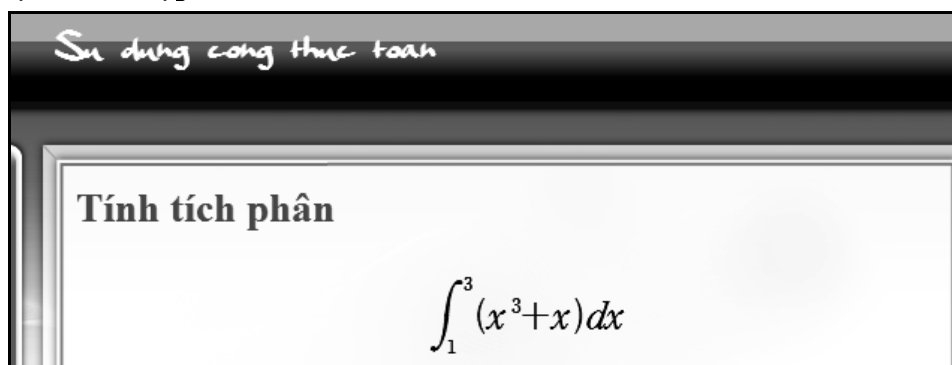 Su dung cong thuc toan
Tính tích phân
∫₁³ (x³+x)dx